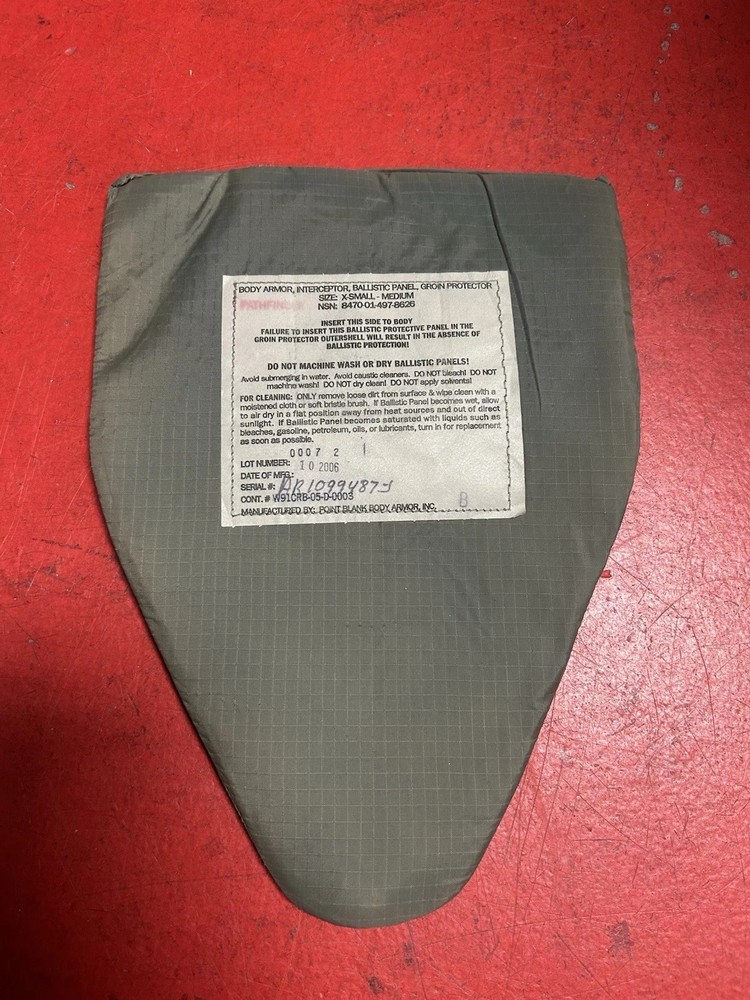 BODY ARMOR, INTERCEPTOR, BALLISTIC PANEL, GROIN PROTECTOR
SIZE: X-SMALL - MEDIUM
PATHFINDER NSN: 8470-01-497-8626
INSERT THIS SIDE TO BODY
FAILURE TO INSERT THIS BALLISTIC PROTECTIVE PANEL IN THE
GROIN PROTECTOR OUTERSHELL WILL RESULT IN THE ABSENCE OF
BALLISTIC PROTECTION!
DO NOT MACHINE WASH OR DRY BALLISTIC PANELS!
Avoid submerging in water. Avoid caustic cleaners. DO NOT bleach! DO NOT
machine wash! DO NOT dry clean! DO NOT apply solvents!
FOR CLEANING: ONLY remove loose dirt from surface & wipe clean with a
moistened cloth or soft bristle brush. If Ballistic Panel becomes wet, allow
to air dry in a flat position away from heat sources and out of direct
sunlight. If Ballistic Panel becomes saturated with liquids such as
bleaches, gasoline, petroleum, oils, or lubricants, turn in for replacement
as soon as possible.
0007 2
LOT NUMBER: 10 2006
DATE OF MFG.:
SERIAL #:
CONT. # W91CRB-05-D-0003
8
MANUFACTURED BY: POINT BLANK BODY ARMOR, INC.